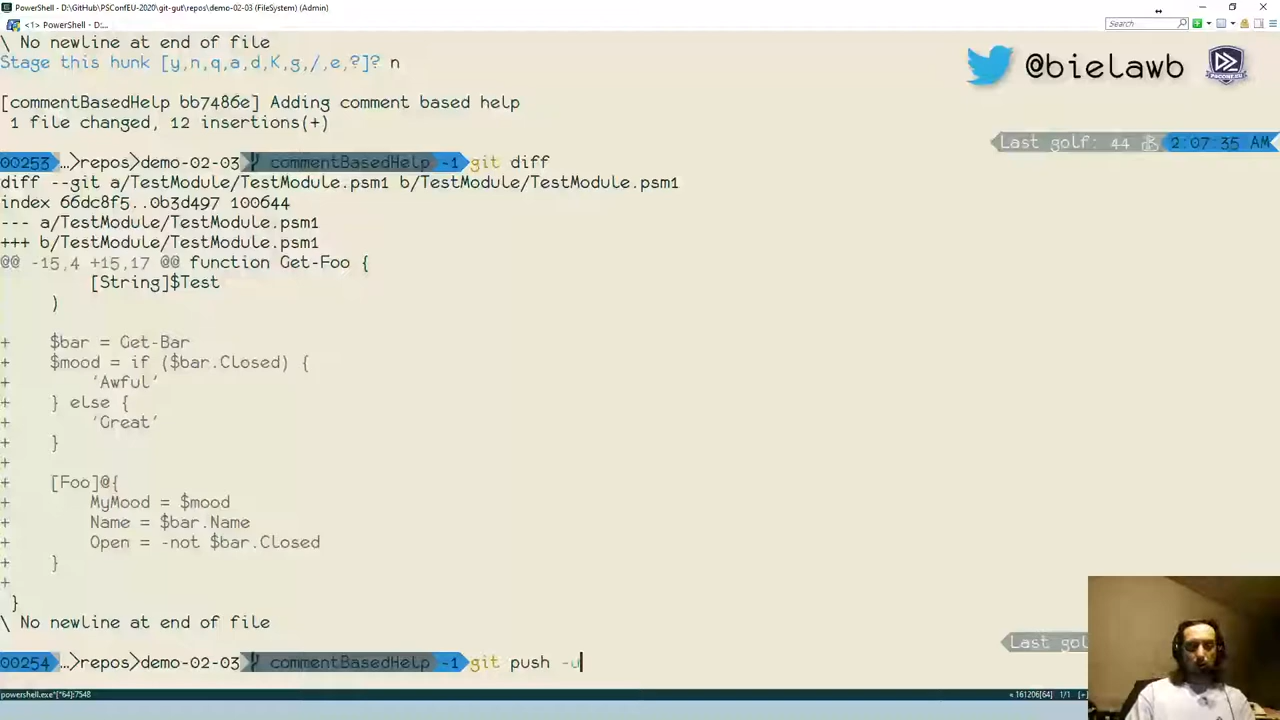 PowerShell - D:\GitHub\PSConfEU-2020\git-gut\repos\demo-02-03 (FileSystem) (Admin)
<1> PowerShell - D:...
Search
\ No newline at end of file
Stage this hunk [y,n,q,a,d,K,g,/,e,?]? n
@bielawb
PSCONF.EU
[commentBasedHelp bb7486e] Adding comment based help
1 file changed, 12 insertions(+)
Last golf: 44 2:07:35 AM
00253 …>repos>demo-02-03 commentBasedHelp ~1 git diff
diff --git a/TestModule/TestModule.psm1 b/TestModule/TestModule.psm1
index 66dc8f5..0b3d497 100644
--- a/TestModule/TestModule.psm1
+++ b/TestModule/TestModule.psm1
@@ -15,4 +15,17 @@ function Get-Foo {
[String]$Test
)
+ $bar = Get-Bar
+ $mood = if ($bar.Closed) {
+ 'Awful'
+ } else {
+ 'Great'
+ }
+
+ [Foo]@{
+ MyMood = $mood
+ Name = $bar.Name
+ Open = -not $bar.Closed
+ }
+
}
\ No newline at end of file
Last gol
00254 …>repos>demo-02-03 commentBasedHelp ~1 git push -u
powershell.exe*[*64]:7548
« 161206[64] 1/1 [+]